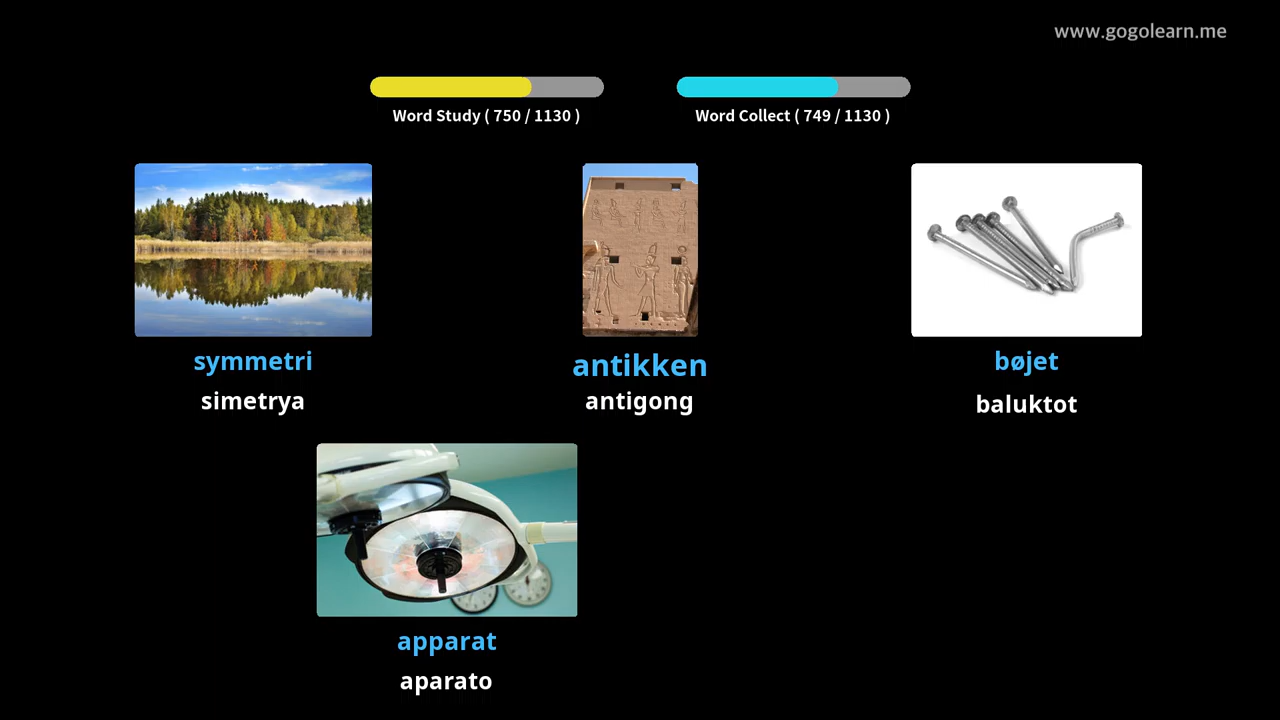 www.gogolearn.me
Word Study ( 750 / 1130 )
Word Collect ( 749 / 1130 )
symmetri
simetrya
antikken
antigong
bøjet
baluktot
apparat
aparato